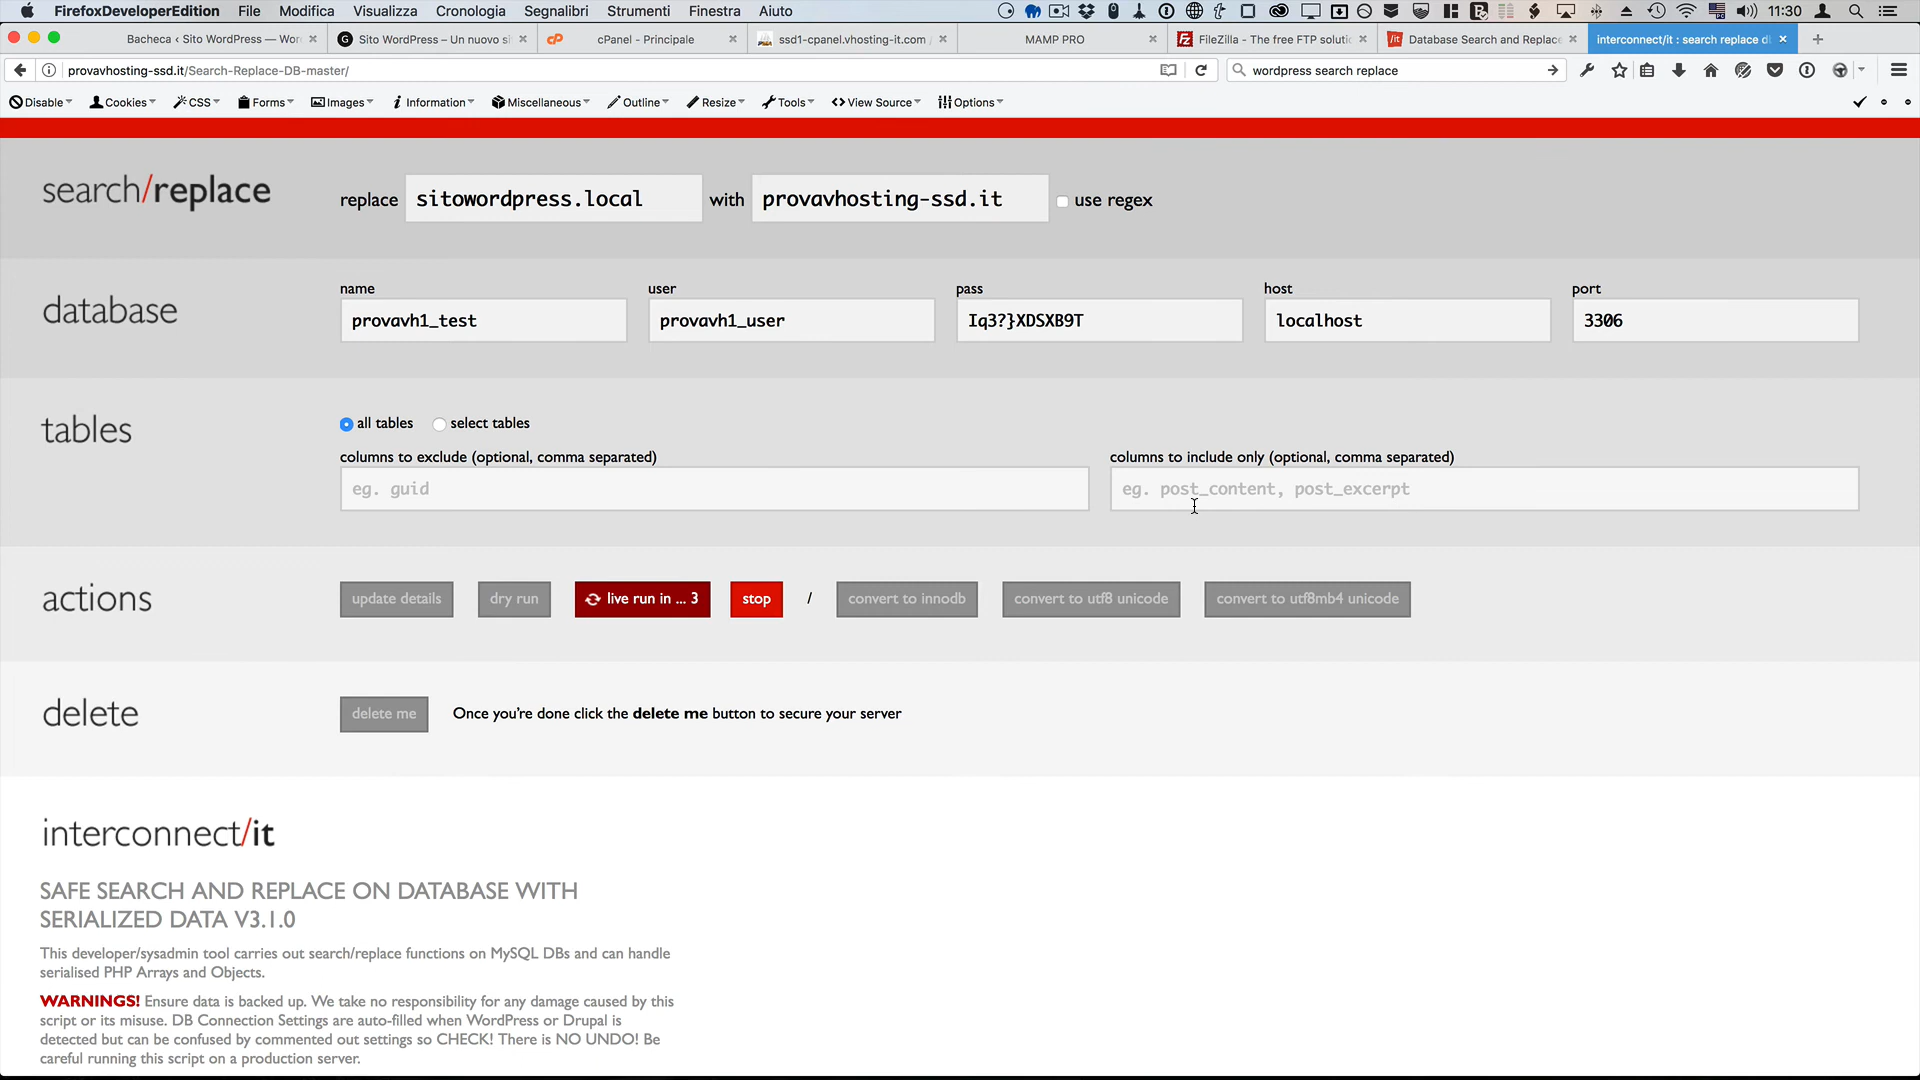 FirefoxDeveloperEdition File Modifica Visualizza Cronologia Segnalibri Strumenti Finestra Aiuto 11:30
Bacheca ‹ Sito WordPress — Wor
Sito WordPress – Un nuovo si
cPanel - Principale
ssd1-cpanel.vhosting-it.com /
MAMP PRO
FileZilla - The free FTP soluti
Database Search and Replace
interconnect/it : search replace d
provavhosting-ssd.it/Search-Replace-DB-master/
wordpress search replace
Disable Cookies CSS Forms Images Information Miscellaneous Outline Resize Tools View Source Options
search/replace
replace sitowordpress.local with provavhosting-ssd.it use regex
database
name user pass host port
provavh1_test provavh1_user Iq3?}XDSXB9T localhost 3306
tables
all tables select tables
columns to exclude (optional, comma separated) columns to include only (optional, comma separated)
eg. guid eg. post_content, post_excerpt
actions
update details dry run live run in ... 3 stop / convert to innodb convert to utf8 unicode convert to utf8mb4 unicode
delete
delete me Once you're done click the delete me button to secure your server
interconnect/it
SAFE SEARCH AND REPLACE ON DATABASE WITH
SERIALIZED DATA V3.1.0
This developer/sysadmin tool carries out search/replace functions on MySQL DBs and can handle
serialised PHP Arrays and Objects.
WARNINGS! Ensure data is backed up. We take no responsibility for any damage caused by this
script or its misuse. DB Connection Settings are auto-filled when WordPress or Drupal is
detected but can be confused by commented out settings so CHECK! There is NO UNDO! Be
careful running this script on a production server.